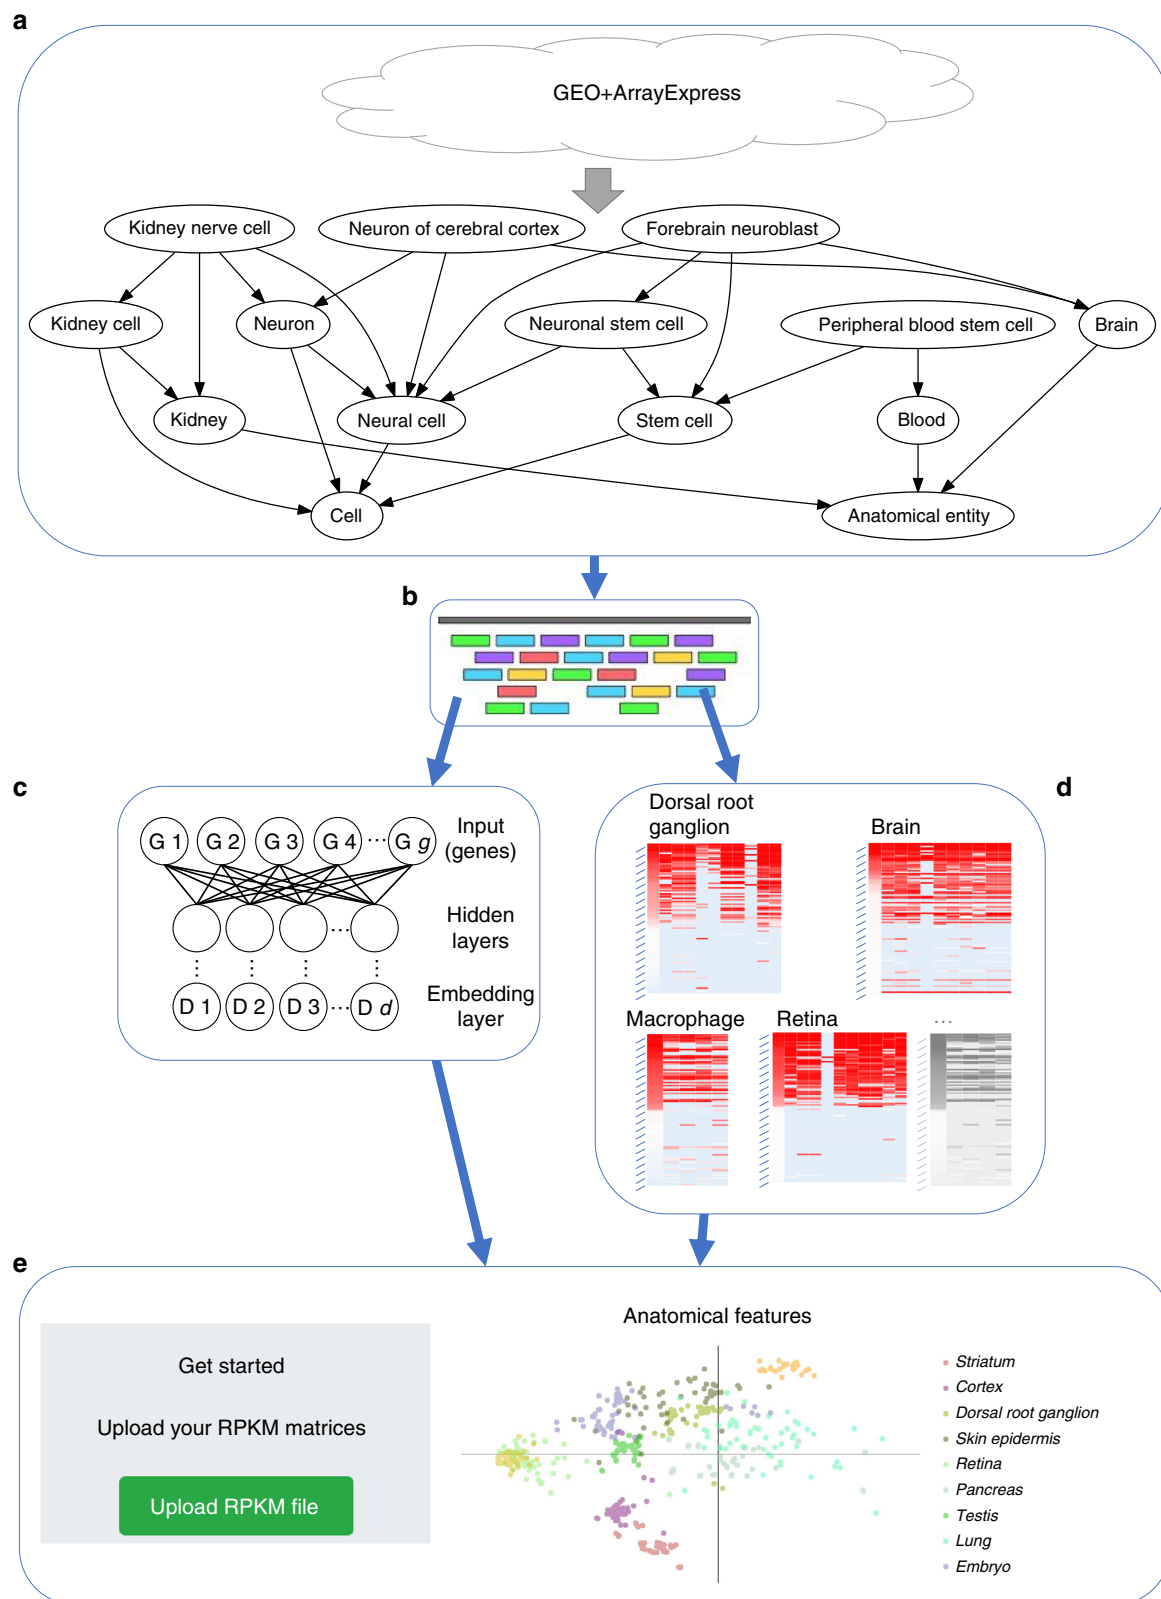 a
GEO+ArrayExpress
Kidney nerve cell
Neuron of cerebral cortex
Forebrain neuroblast
Kidney cell
Neuron
Neuronal stem cell
Peripheral blood stem cell
Brain
Kidney
Neural cell
Stem cell
Blood
Cell
Anatomical entity
b
c
G 1
G 2
G 3
G 4
...
G g
Input
(genes)
Hidden
layers
...
D 1
D 2
D 3
...
D d
Embedding
layer
d
Dorsal root
ganglion
Brain
Macrophage
Retina
...
e
Get started
Upload your RPKM matrices
Upload RPKM file
Anatomical features
Striatum
Cortex
Dorsal root ganglion
Skin epidermis
Retina
Pancreas
Testis
Lung
Embryo